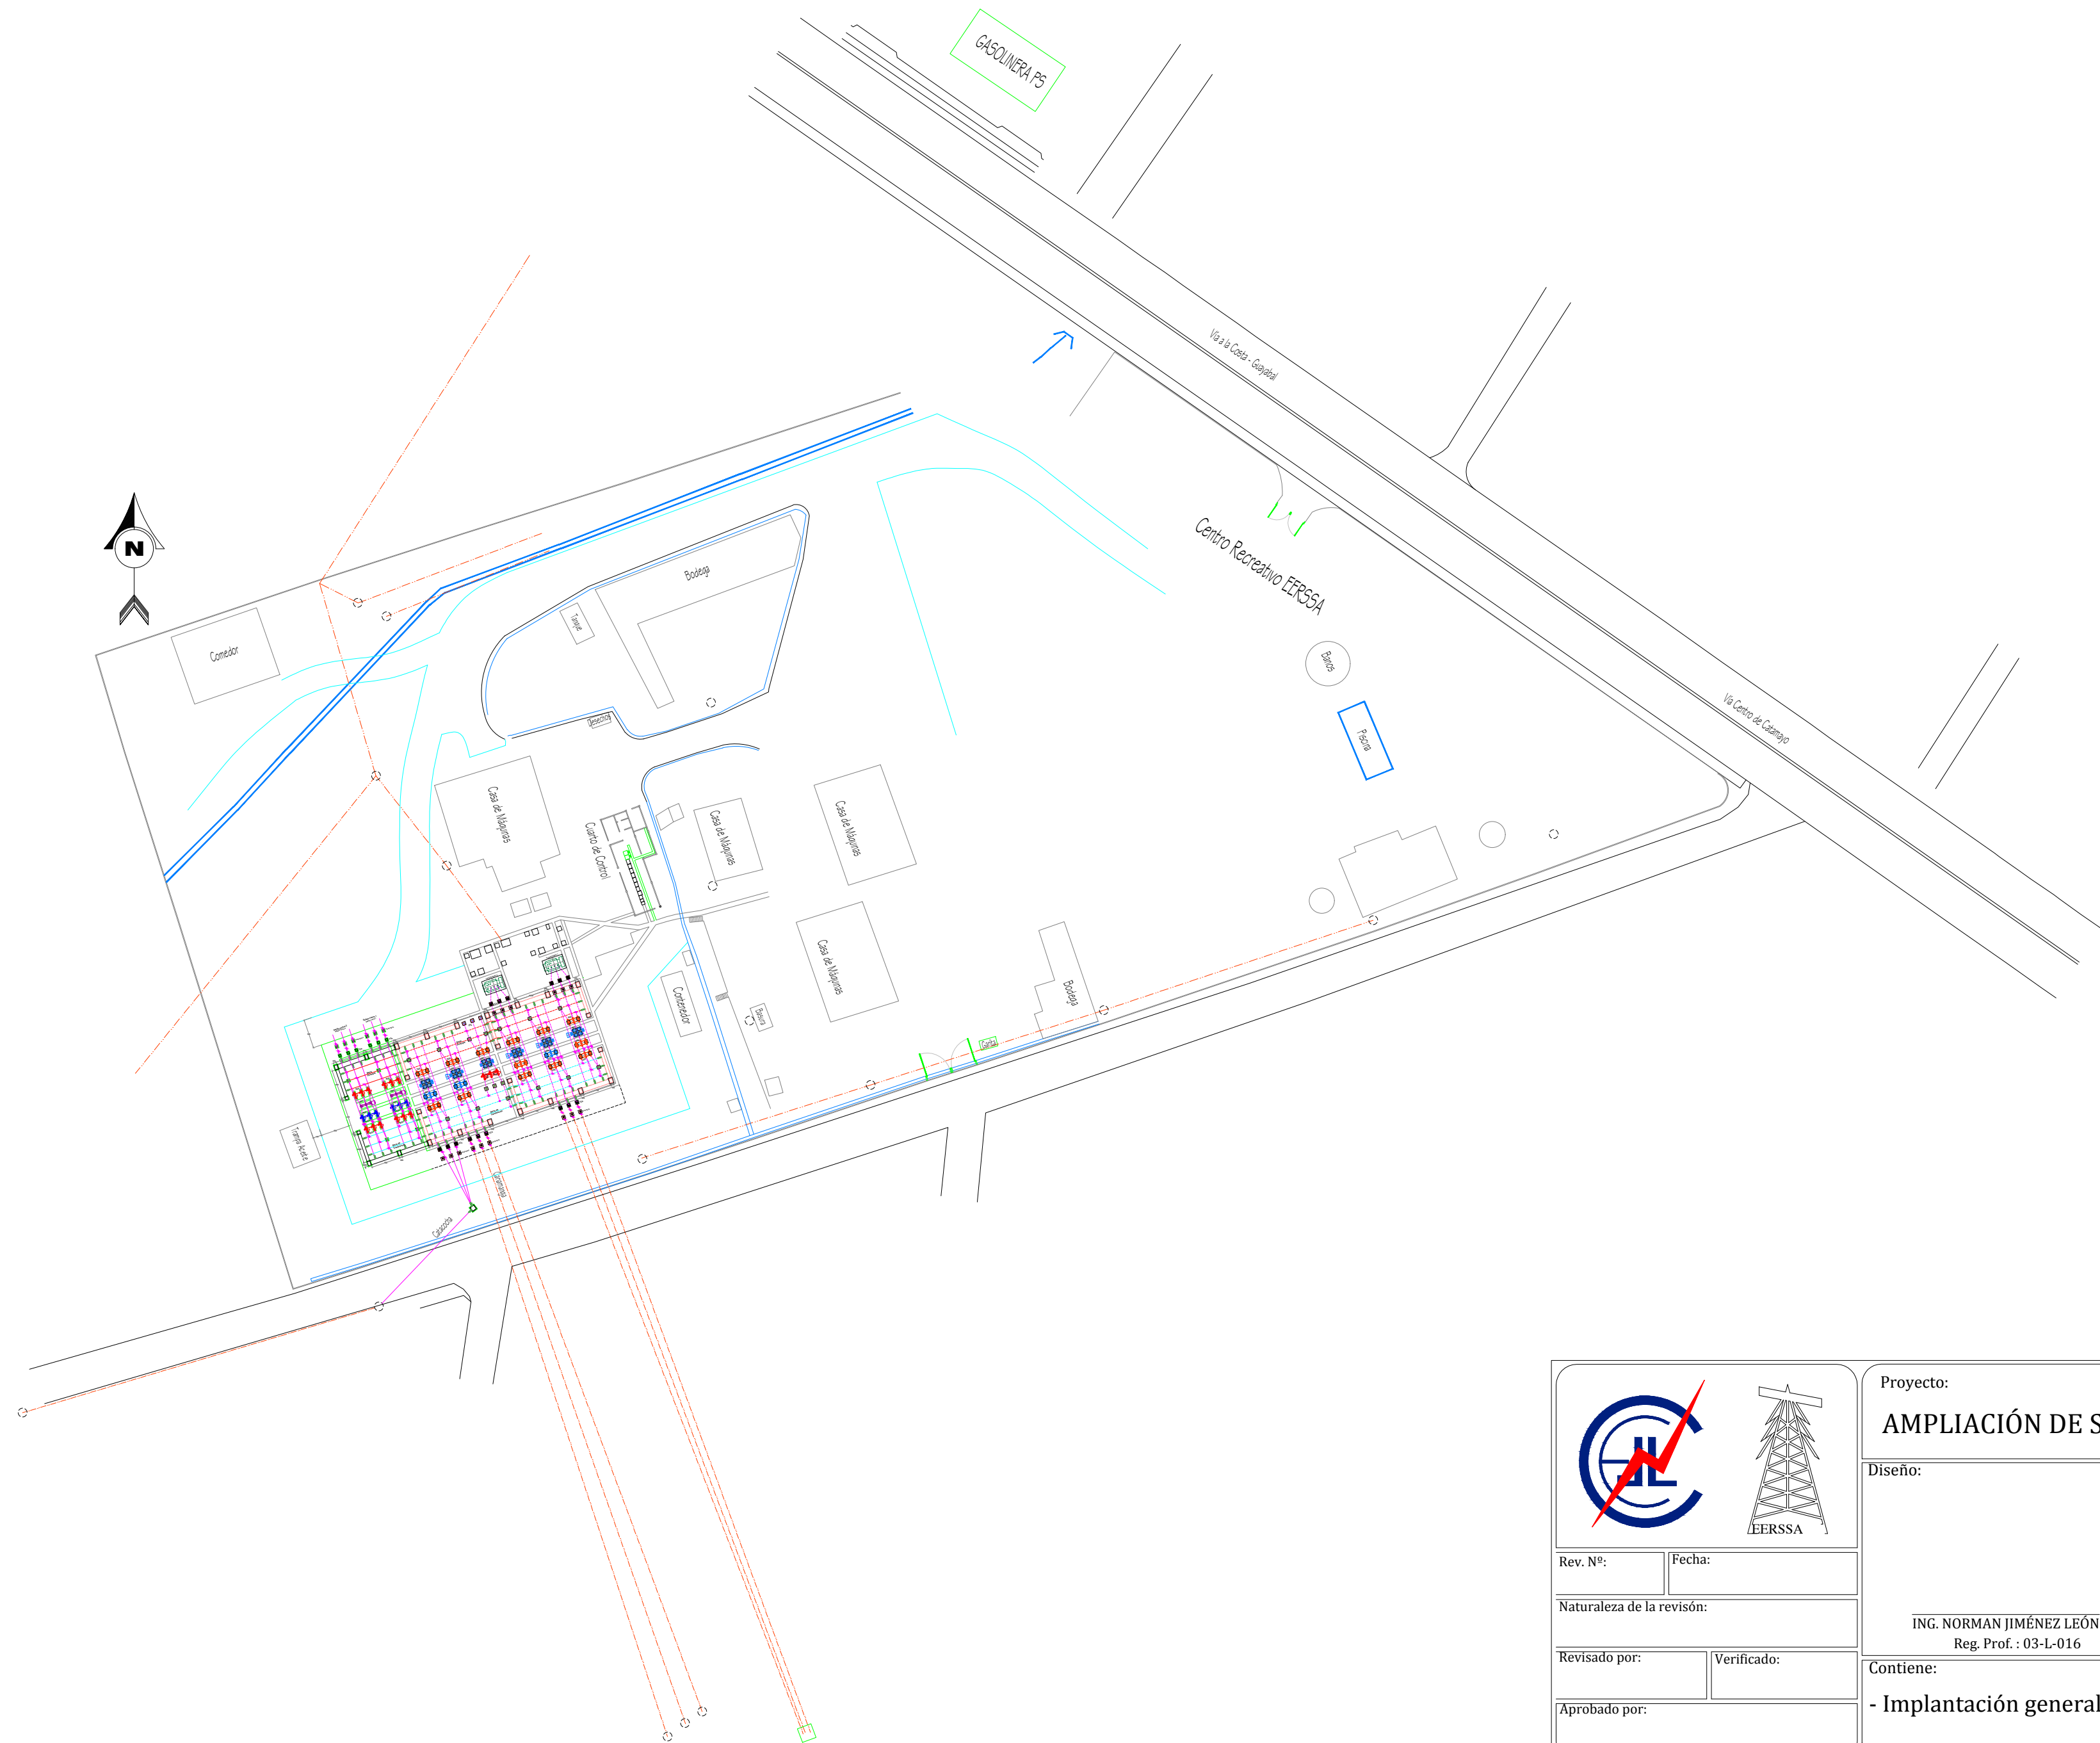 GASOLINERA PS
Vía a la Costa - Guayabal
Centro Recreativo EERSSA
N
Bodega
Tanque
Comedor
Baños
Desechos
Vía Centro de Catamayo
Piscina
Casa de Máquinas
Cuarto de Control
Casa de Máquinas
Casa de Máquinas
Casa de Máquinas
Contenedor
Bodega
Garita
Catacocha
Proyecto:
AMPLIACIÓN DE S
Diseño:
EERSSA
Rev. Nº:
Fecha:
Naturaleza de la revisón:
ING. NORMAN JIMÉNEZ LEÓN
Reg. Prof. : 03-L-016
Revisado por:
Verificado:
Contiene:
- Implantación general
Aprobado por: